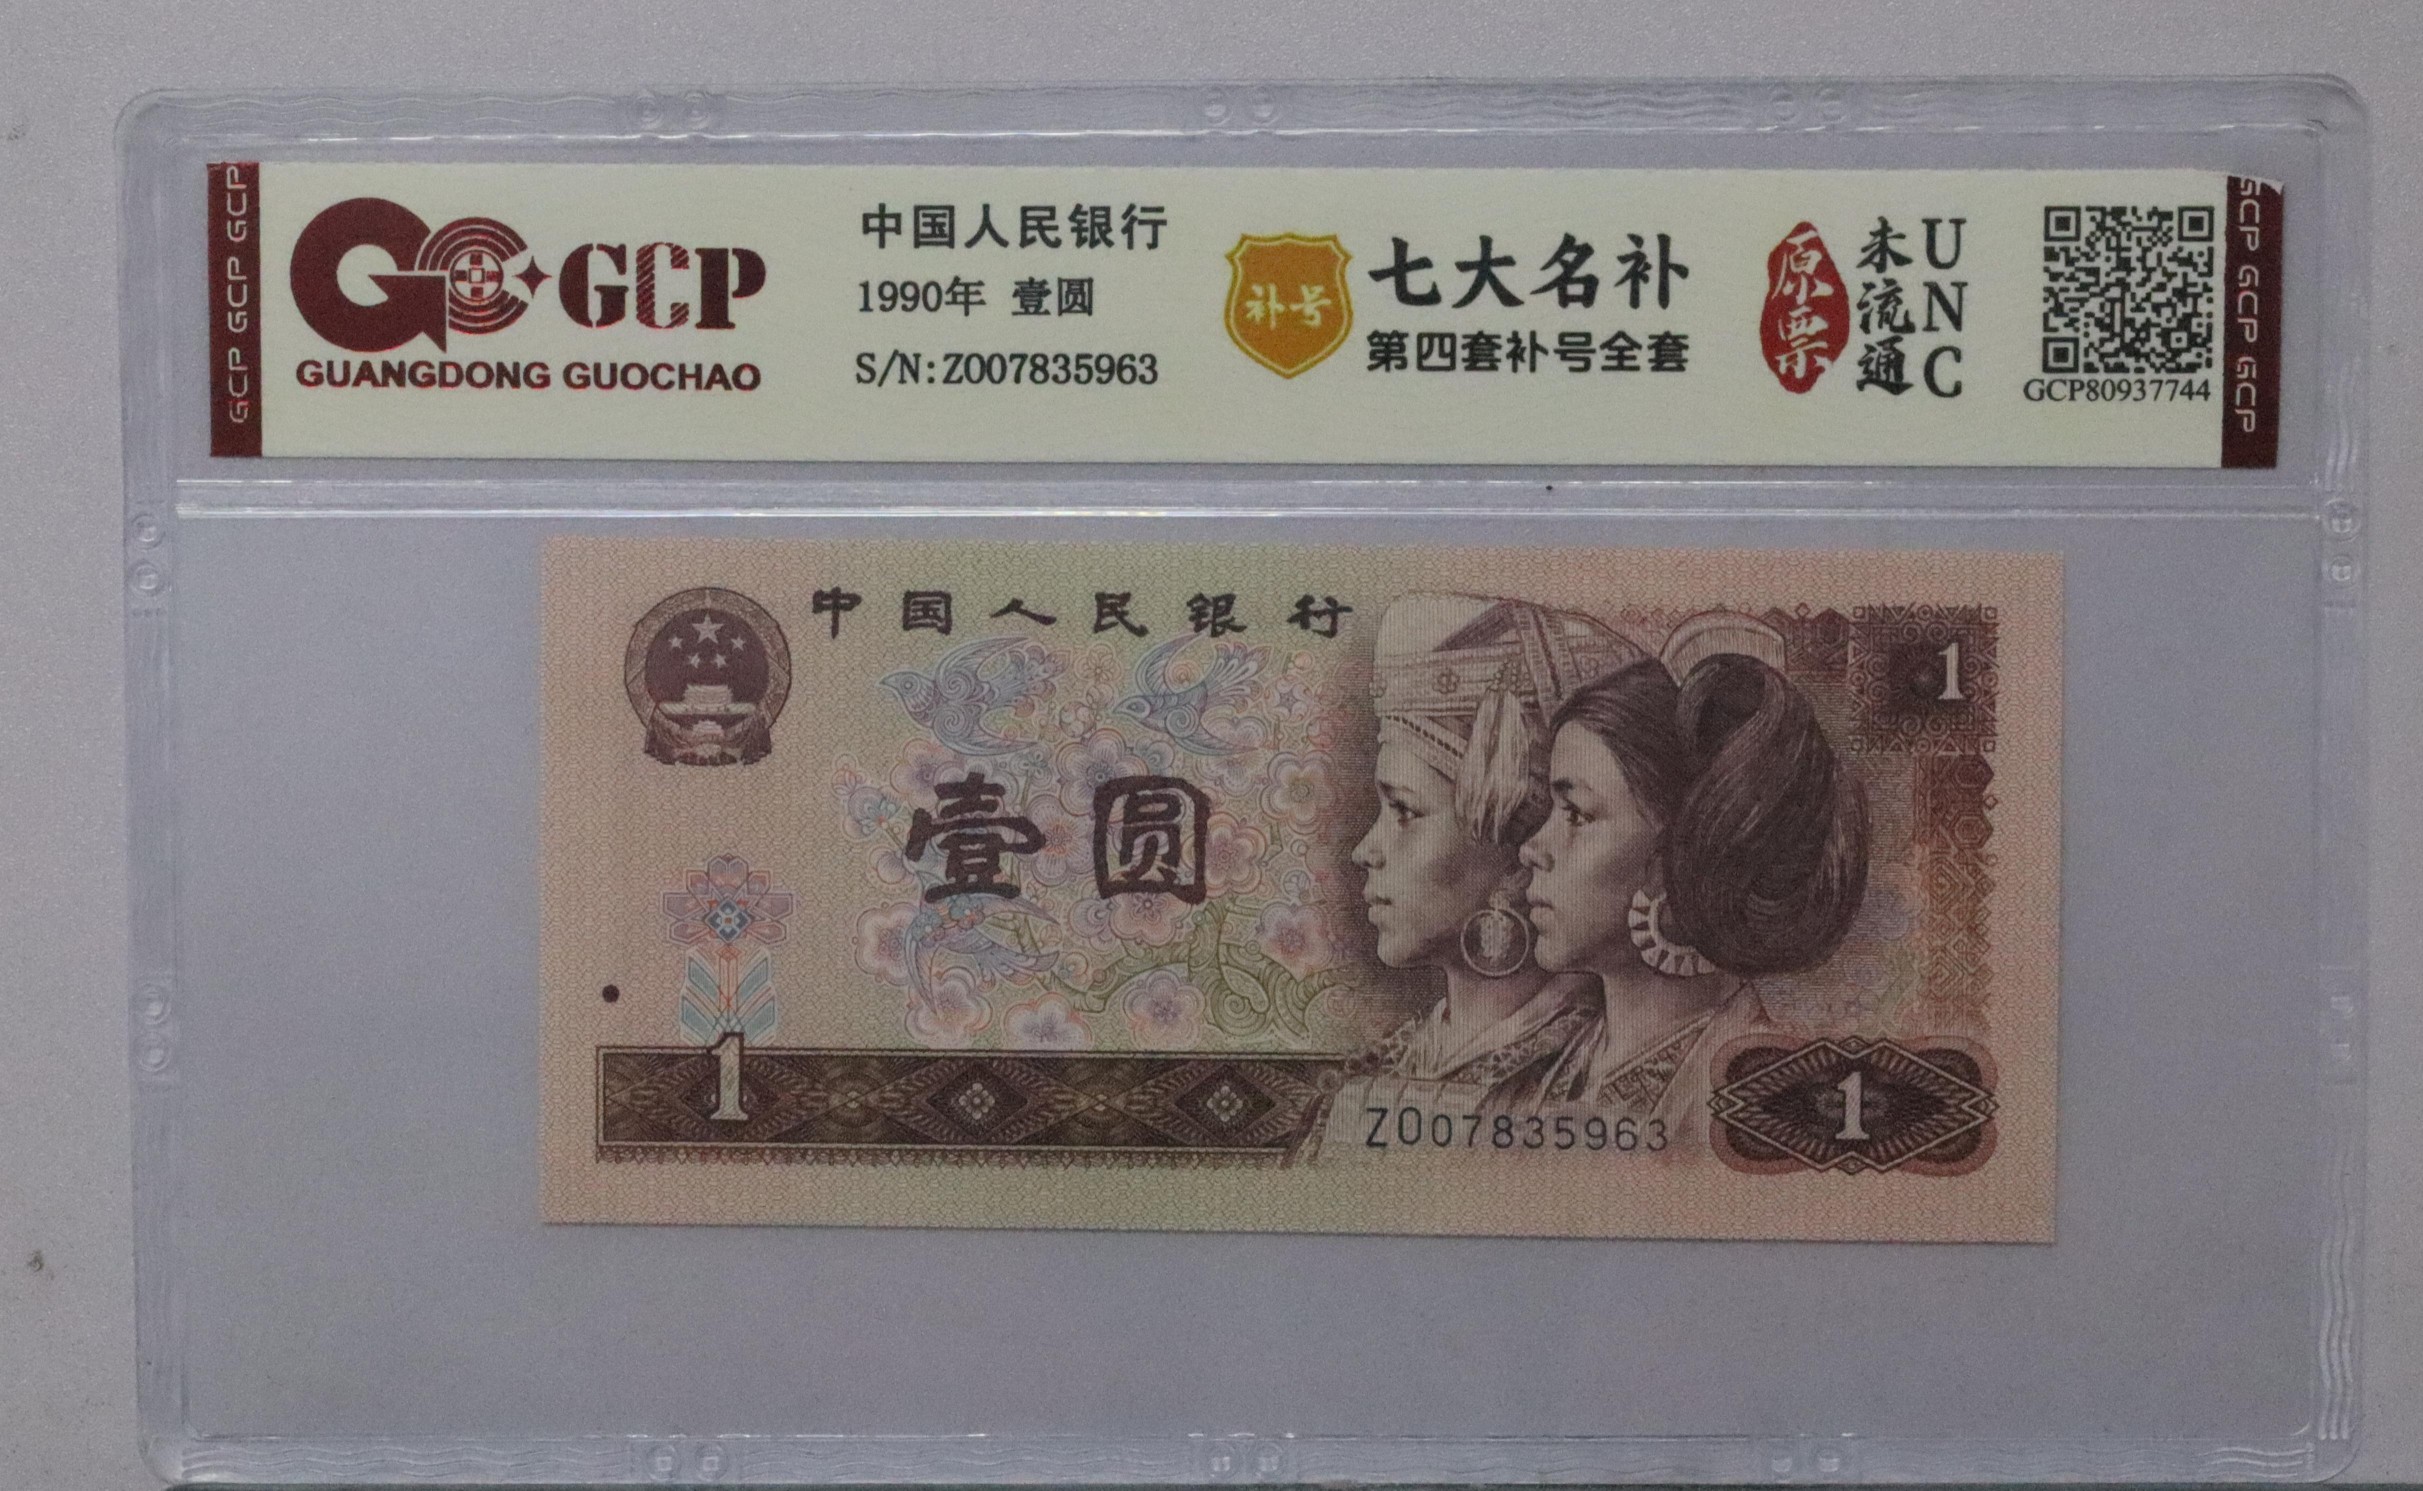 GCP GCP GCP
GCP
GUANGDONG GUOCHAO
中国人民银行
1990年 壹圆
S/N:ZO07835963
补号
七大名补
第四套补号全套
原票
未流通
UNC
GCP80937744
GCP GCP GCP
中国人民银行
1
壹圆
1
ZO07835963
1